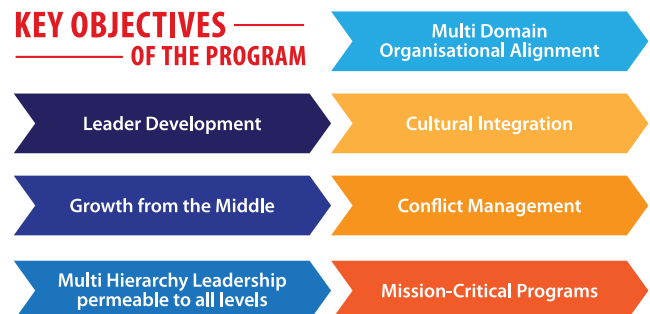 KEY OBJECTIVES
OF THE PROGRAM
Multi Domain
Organisational Alignment
Leader Development
Cultural Integration
Growth from the Middle
Conflict Management
Multi Hierarchy Leadership
permeable to all levels
Mission-Critical Programs